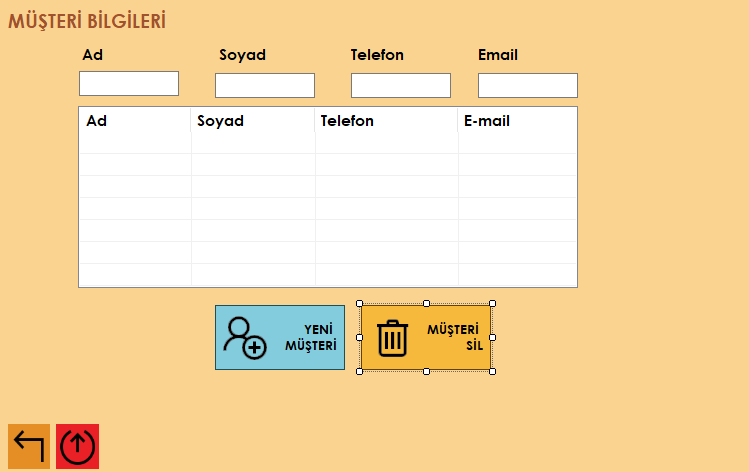 MÜŞTERİ BİLGİLERİ
Ad Soyad Telefon Email
Ad Soyad Telefon E-mail
YENİ
MÜŞTERİ
MÜŞTERİ
SİL